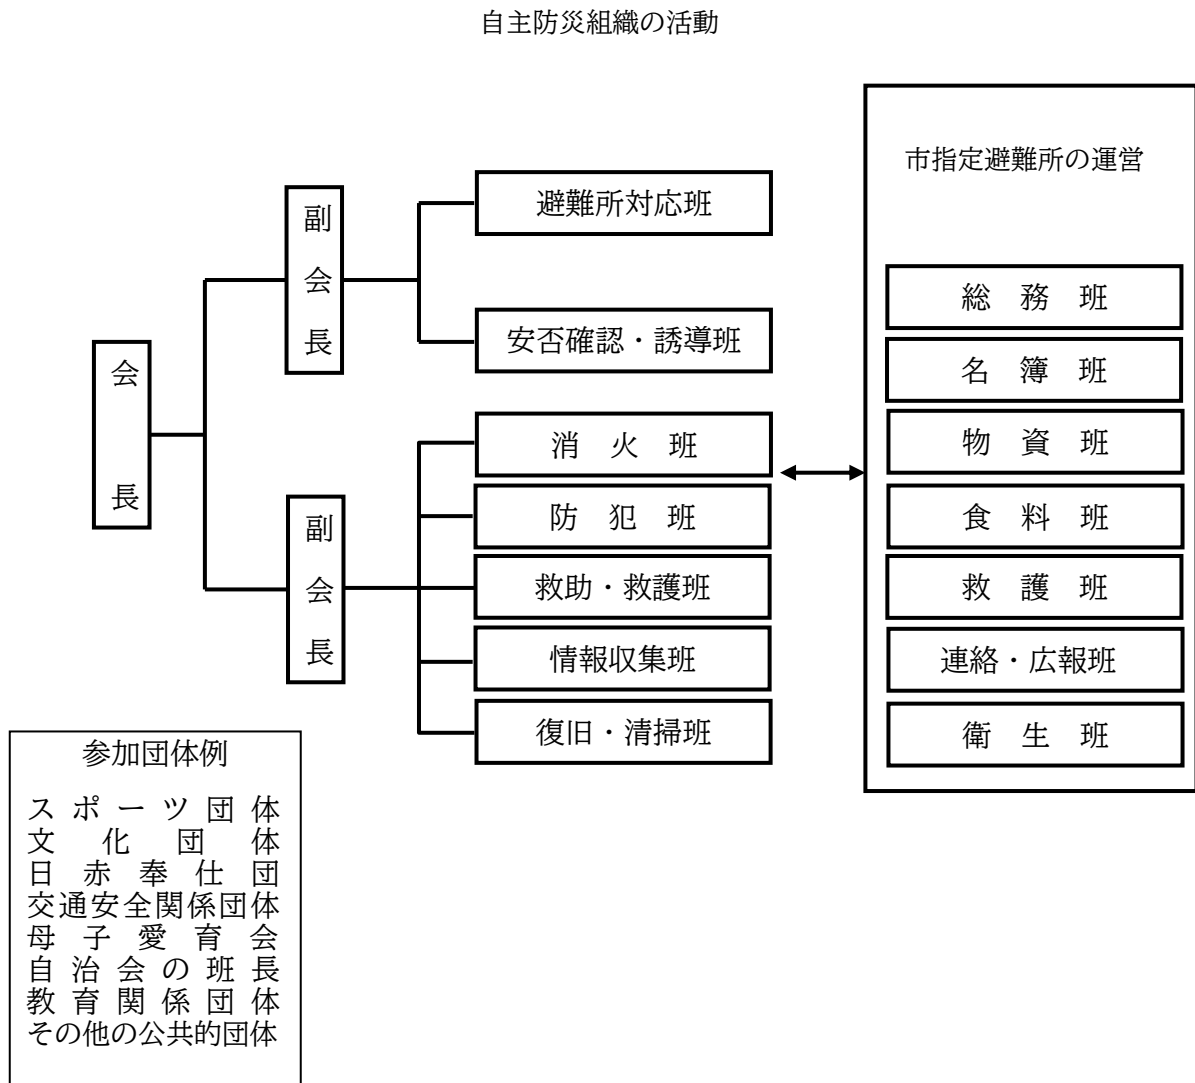 自主防災組織の活動
会長
副会長
避難所対応班
安否確認・誘導班
副会長
消火班
防犯班
救助・救護班
情報収集班
復旧・清掃班
市指定避難所の運営
総務班
名簿班
物資班
食料班
救護班
連絡・広報班
衛生班
参加団体例
スポーツ団体
文化団体
日赤奉仕団
交通安全関係団体
母子愛育会
自治会の班長
教育関係団体
その他の公共的団体